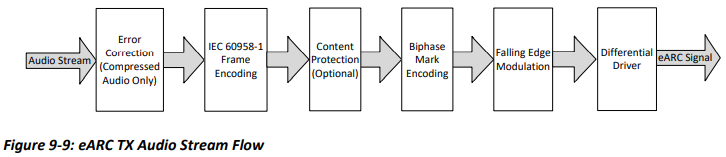 Audio Stream
Error
Correction
(Compressed
Audio Only)
IEC 60958-1
Frame
Encoding
Content
Protection
(Optional)
Biphase
Mark
Encoding
Falling Edge
Modulation
Differential
Driver
eARC Signal
Figure 9-9: eARC TX Audio Stream Flow